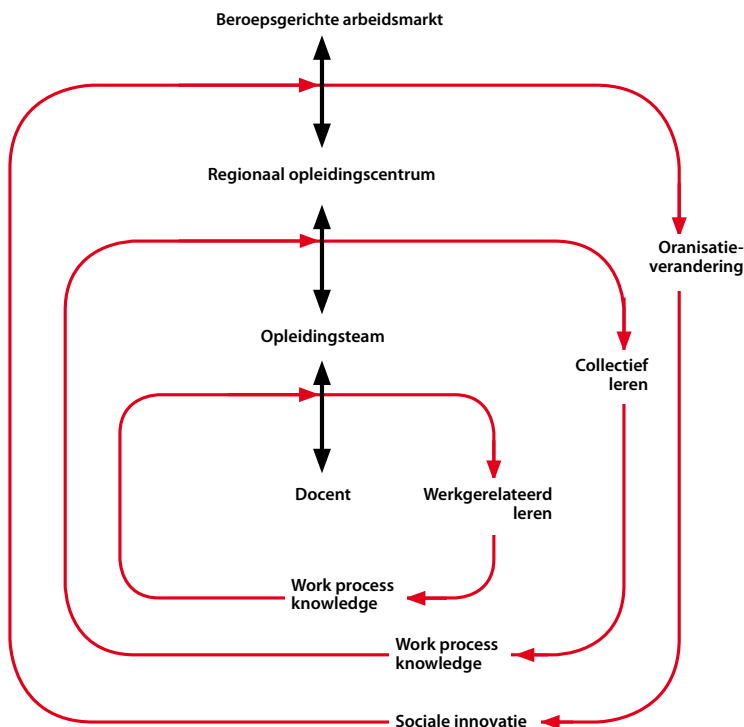 Beroepsgerichte arbeidsmarkt
Regionaal opleidingscentrum
Oranisatie-
verandering
Opleidingsteam
Collectief
leren
Docent
Werkgerelateerd
leren
Work process
knowledge
Work process
knowledge
Sociale innovatie